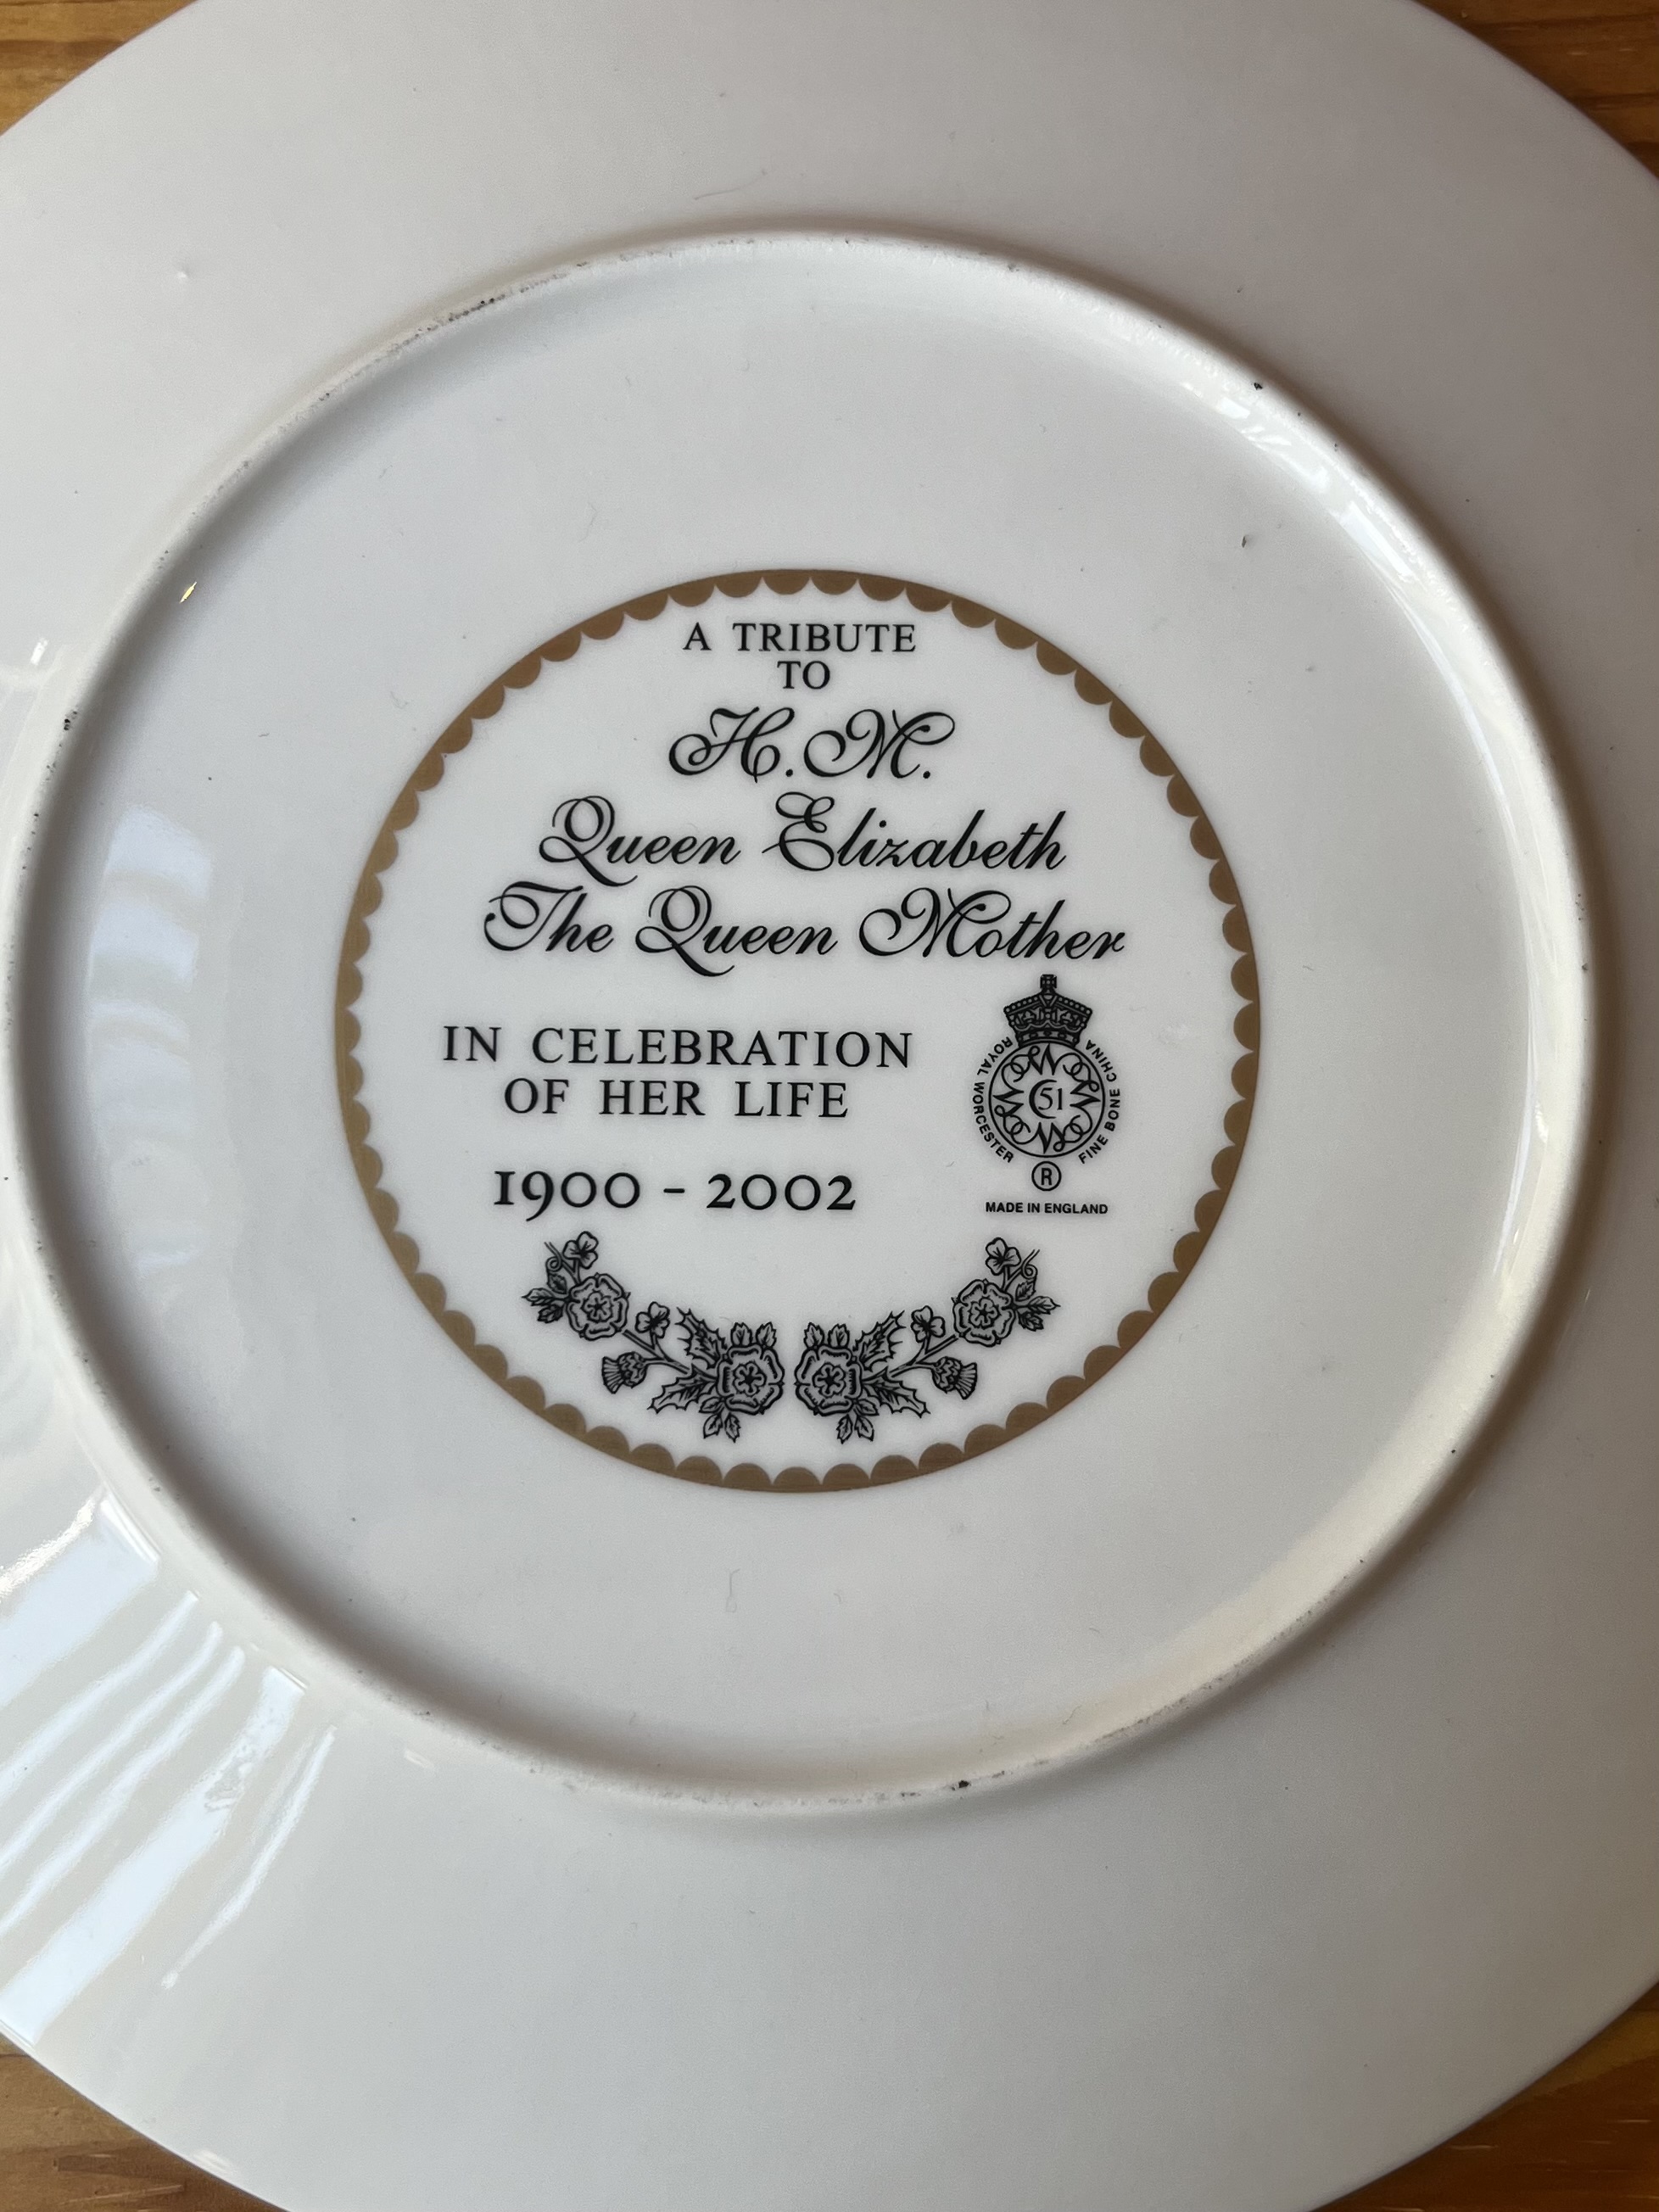 A TRIBUTE
TO
H.M.
Queen Elizabeth
The Queen Mother
IN CELEBRATION
OF HER LIFE
1900 - 2002
ROYAL WORCESTER
FINE BONE CHINA
51
®
MADE IN ENGLAND